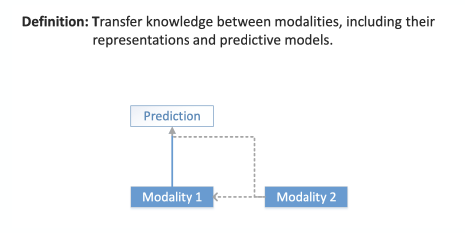 Definition: Transfer knowledge between modalities, including their
representations and predictive models.
Prediction
Modality 1
Modality 2